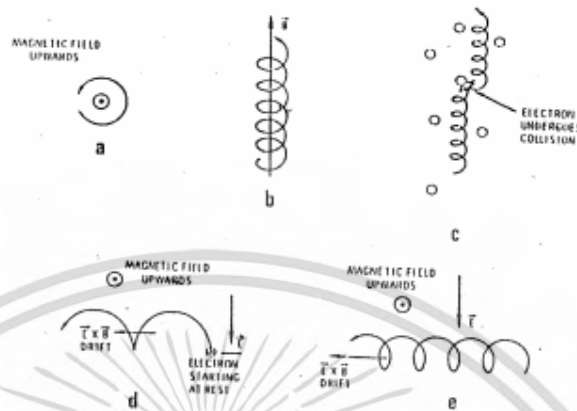 MAGNETIC FIELD
UPWARDS
a
B
b
ELECTRON
UNDERGOES
COLLISION
c
MAGNETIC FIELD
UPWARDS
E × B
DRIFT
E
ELECTRON
STARTING
AT REST
d
MAGNETIC FIELD
UPWARDS
E
E × B
DRIFT
e